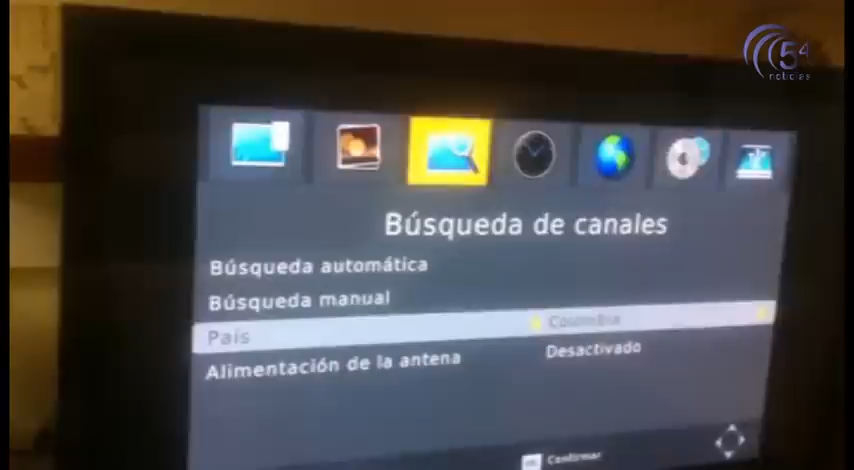 54
noticias
Búsqueda de canales
Búsqueda automática
Búsqueda manual
País Colombia
Alimentación de la antena Desactivado
Confirmar